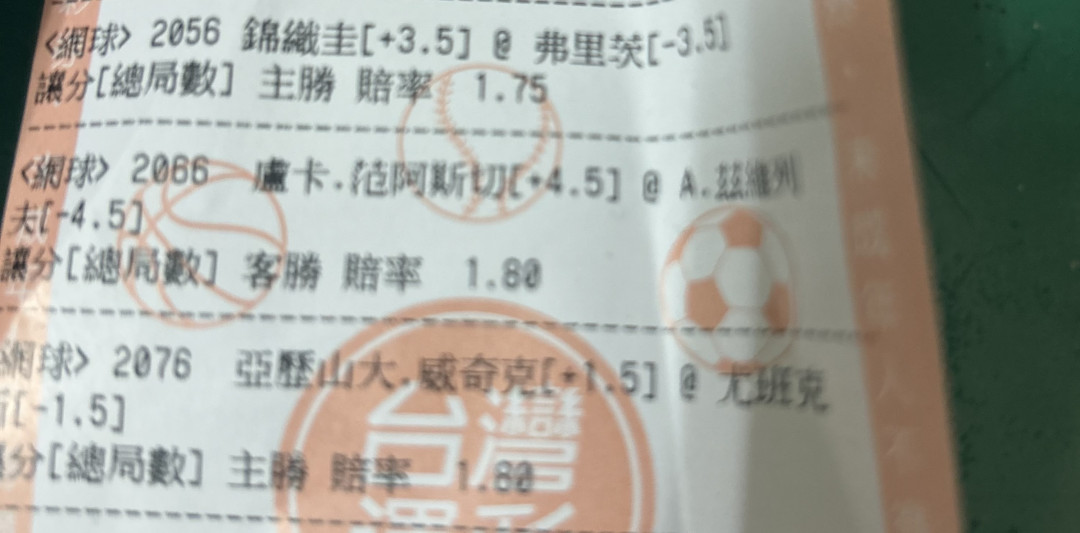 <網球> 2056 錦織圭[+3.5] @ 弗里茨[-3.5]
讓分[總局數] 主勝 賠率 1.75
<網球> 2066 盧卡.范阿斯切[+4.5] @ A.茲維列
夫[-4.5]
讓分[總局數] 客勝 賠率 1.80
網球> 2076 亞歷山大.威奇克[+1.5] @ 尤班克
[-1.5]
分[總局數] 主勝 賠率 1.80
台灣